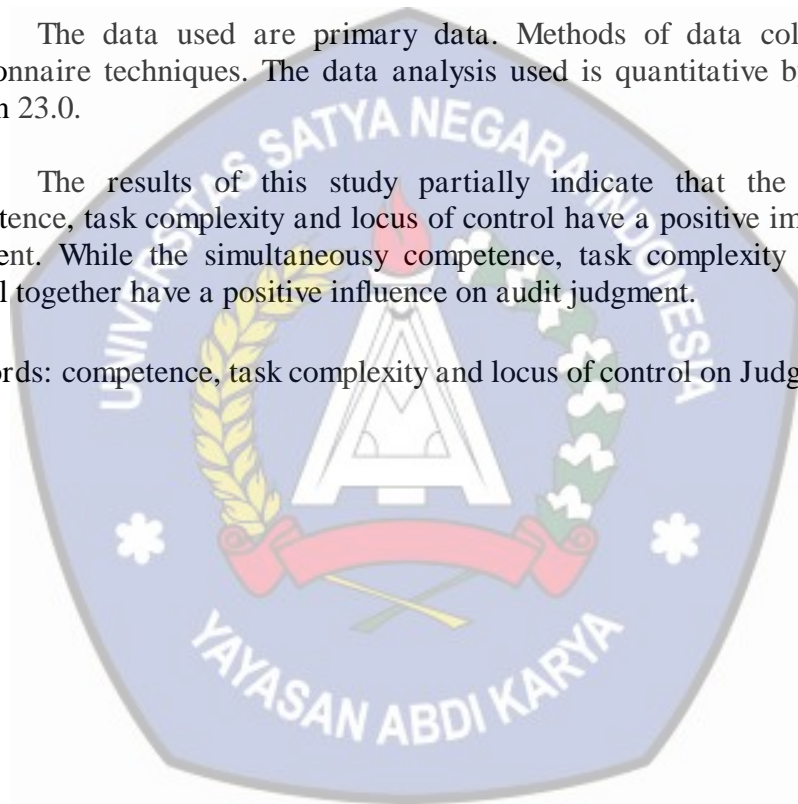 The data used are primary data. Methods of data col
onnaire techniques. The data analysis used is quantitative b
23.0.
The results of this study partially indicate that the
tence, task complexity and locus of control have a positive im
ent. While the simultaneousy competence, task complexity
l together have a positive influence on audit judgment.
rds: competence, task complexity and locus of control on Judg
UNIVERSITAS SATYA NEGARA INDONESIA
YAYASAN ABDI KARYA